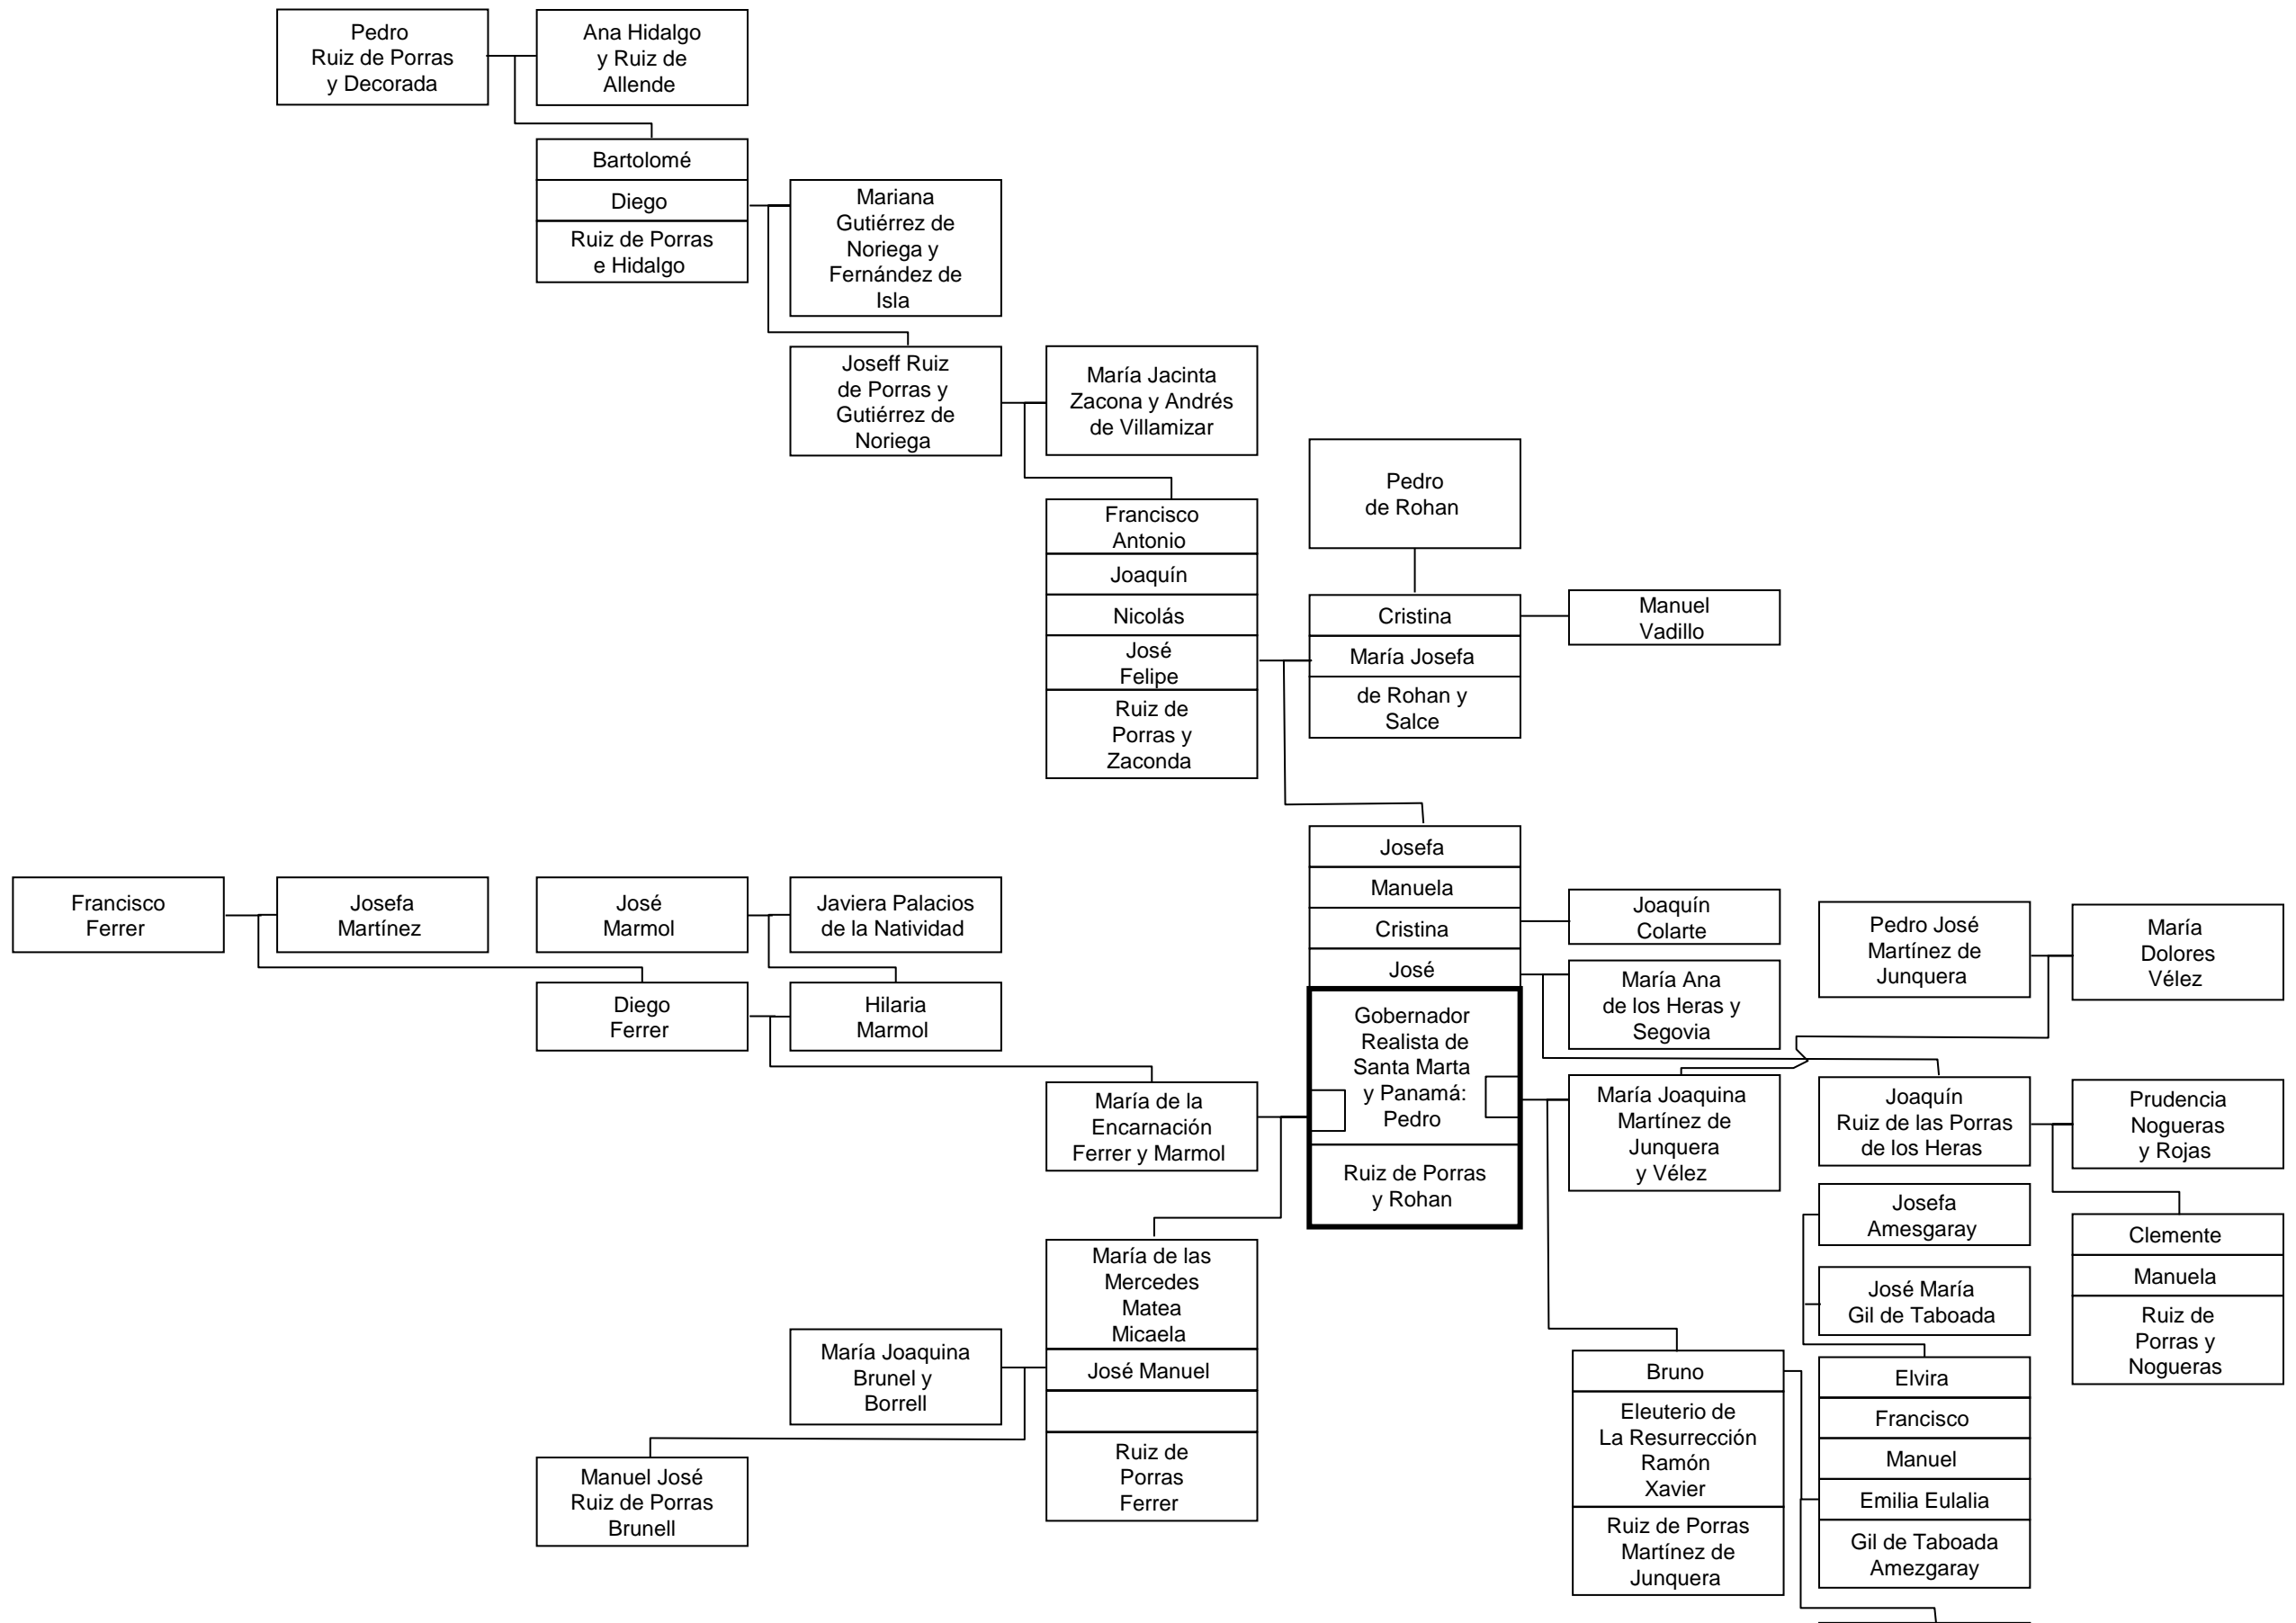 Pedro
Ruiz de Porras
y Decorada
Ana Hidalgo
y Ruiz de
Allende
Bartolomé
Diego
Ruiz de Porras
e Hidalgo
Mariana
Gutiérrez de
Noriega y
Fernández de
Isla
Joseff Ruiz
de Porras y
Gutiérrez de
Noriega
María Jacinta
Zacona y Andrés
de Villamizar
Pedro
de Rohan
Francisco
Antonio
Joaquín
Nicolás
José
Felipe
Ruiz de
Porras y
Zaconda
Cristina
María Josefa
de Rohan y
Salce
Manuel
Vadillo
Josefa
Manuela
Cristina
José
Gobernador
Realista de
Santa Marta
y Panamá:
Pedro
Ruiz de Porras
y Rohan
Francisco
Ferrer
Josefa
Martínez
José
Marmol
Javiera Palacios
de la Natividad
Joaquín
Colarte
María Ana
de los Heras y
Segovia
Pedro José
Martínez de
Junquera
María
Dolores
Vélez
Diego
Ferrer
Hilaria
Marmol
María de la
Encarnación
Ferrer y Marmol
María Joaquina
Martínez de
Junquera
y Vélez
Joaquín
Ruiz de las Porras
de los Heras
Prudencia
Nogueras
y Rojas
Josefa
Amesgaray
José María
Gil de Taboada
Clemente
Manuela
Ruiz de
Porras y
Nogueras
María de las
Mercedes
Matea
Micaela
José Manuel
Ruiz de
Porras
Ferrer
María Joaquina
Brunel y
Borrell
Manuel José
Ruiz de Porras
Brunell
Bruno
Eleuterio de
La Resurrección
Ramón
Xavier
Ruiz de Porras
Martínez de
Junquera
Elvira
Francisco
Manuel
Emilia Eulalia
Gil de Taboada
Amezgaray